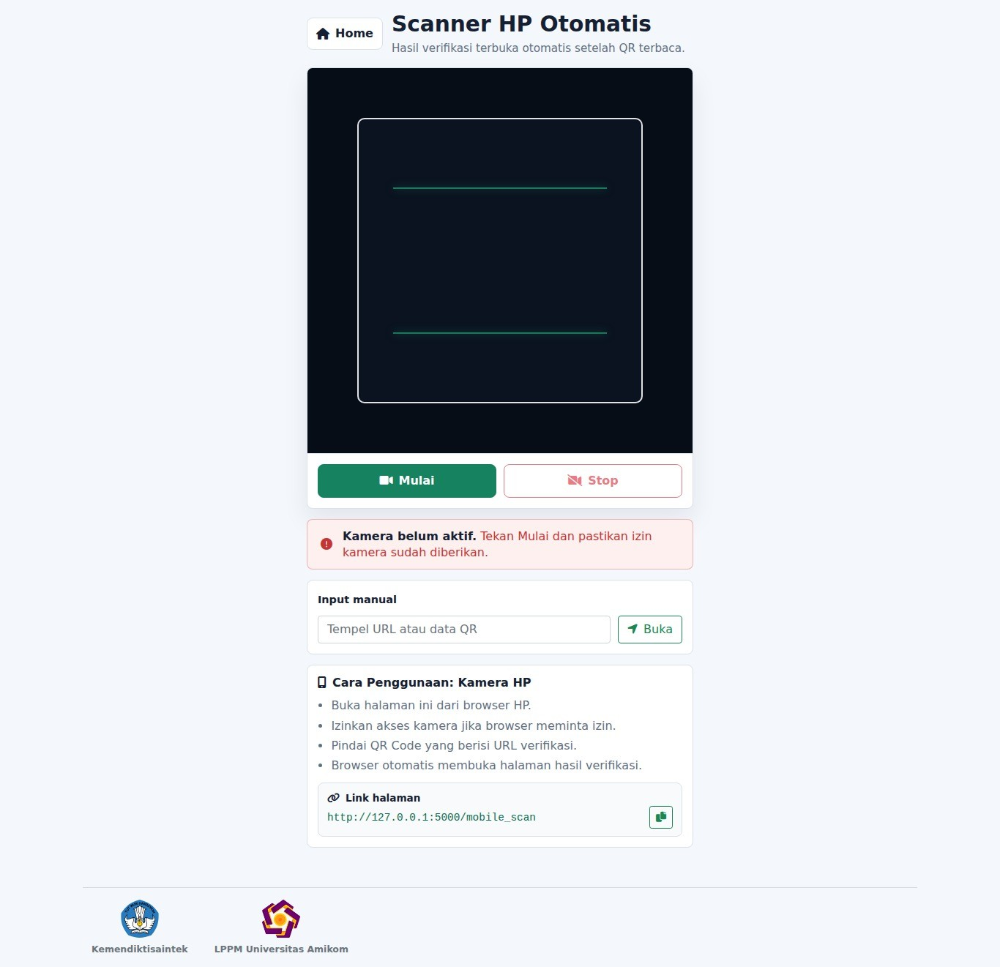 Home
Scanner HP Otomatis
Hasil verifikasi terbuka otomatis setelah QR terbaca.
Mulai
Stop
Kamera belum aktif. Tekan Mulai dan pastikan izin
kamera sudah diberikan.
Input manual
Tempel URL atau data QR
Buka
Cara Penggunaan: Kamera HP
• Buka halaman ini dari browser HP.
• Izinkan akses kamera jika browser meminta izin.
• Pindai QR Code yang berisi URL verifikasi.
• Browser otomatis membuka halaman hasil verifikasi.
Link halaman
http://127.0.0.1:5000/mobile_scan
Kemendiktisaintek
LPPM Universitas Amikom